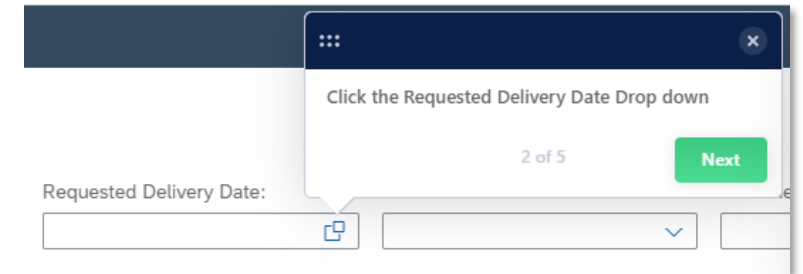 Click the Requested Delivery Date Drop down
2 of 5
Next
Requested Delivery Date: